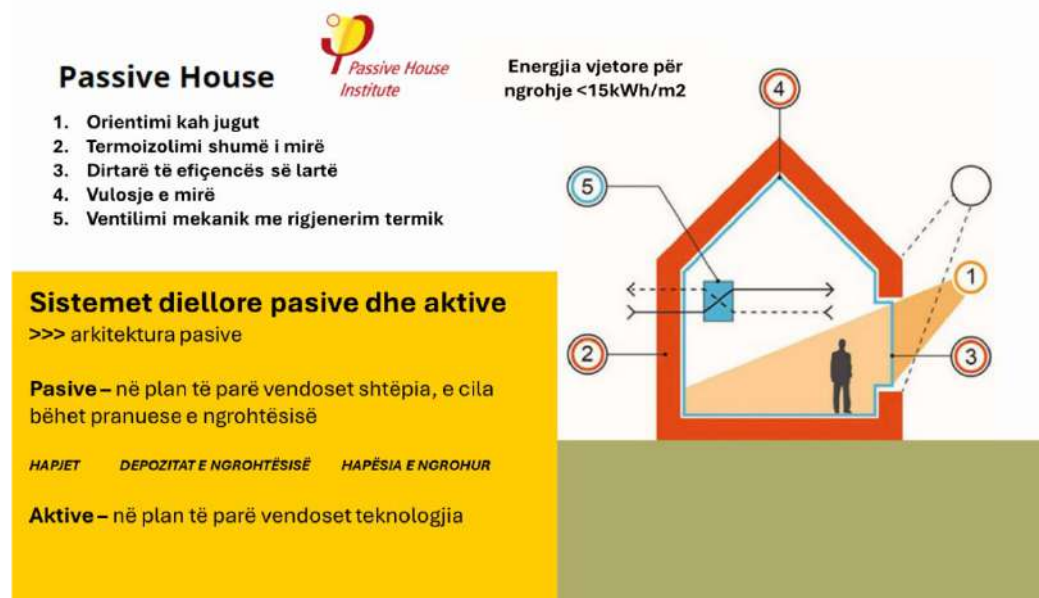 Passive House
Passive House
Institute
Energjia vjetore për
ngrohje <15kWh/m2
1. Orientimi kah jugut
2. Termoizolimi shumë i mirë
3. Dirtarë të efiçencës së lartë
4. Vulosje e mirë
5. Ventilimi mekanik me rigjenerim termik
4
5
1
2
3
Sistemet diellore pasive dhe aktive
>>> arkitektura pasive
Pasive – në plan të parë vendoset shtëpia, e cila
bëhet pranuese e ngrohtësisë
HAPJET DEPOZITAT E NGROHTËSISË HAPËSIA E NGROHUR
Aktive – në plan të parë vendoset teknologjia